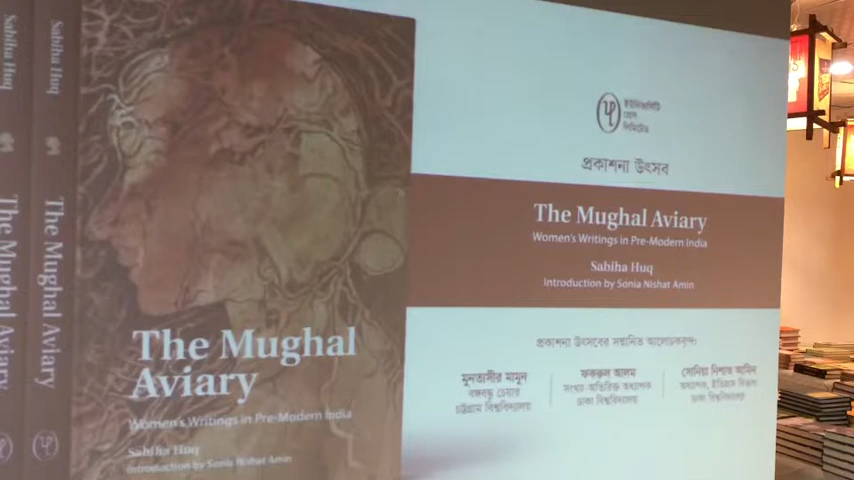 Sabiha Huq
The Mughal Aviary
Sabiha Huq
The Mughal Aviary
The Mughal
Aviary
Women's Writings in Pre-Modern India
Sabiha Huq
Introduction by Sonia Nishat Amin
ইউনিভার্সিটি
প্রেস
লিমিটেড
প্রকাশনা উৎসব
The Mughal Aviary
Women's Writings in Pre-Modern India
Sabiha Huq
Introduction by Sonia Nishat Amin
প্রকাশনা উৎসবের সম্মানিত আলোচকবৃন্দ:
মুনতাসীর মামুন
বঙ্গবন্ধু চেয়ার
চট্টগ্রাম বিশ্ববিদ্যালয়
ফকরুল আলম
সংখ্যা-অতিরিক্ত অধ্যাপক
ঢাকা বিশ্ববিদ্যালয়
সোনিয়া নিশাত আমিন
অধ্যাপক, ইতিহাস বিভাগ
ঢাকা বিশ্ববিদ্যালয়